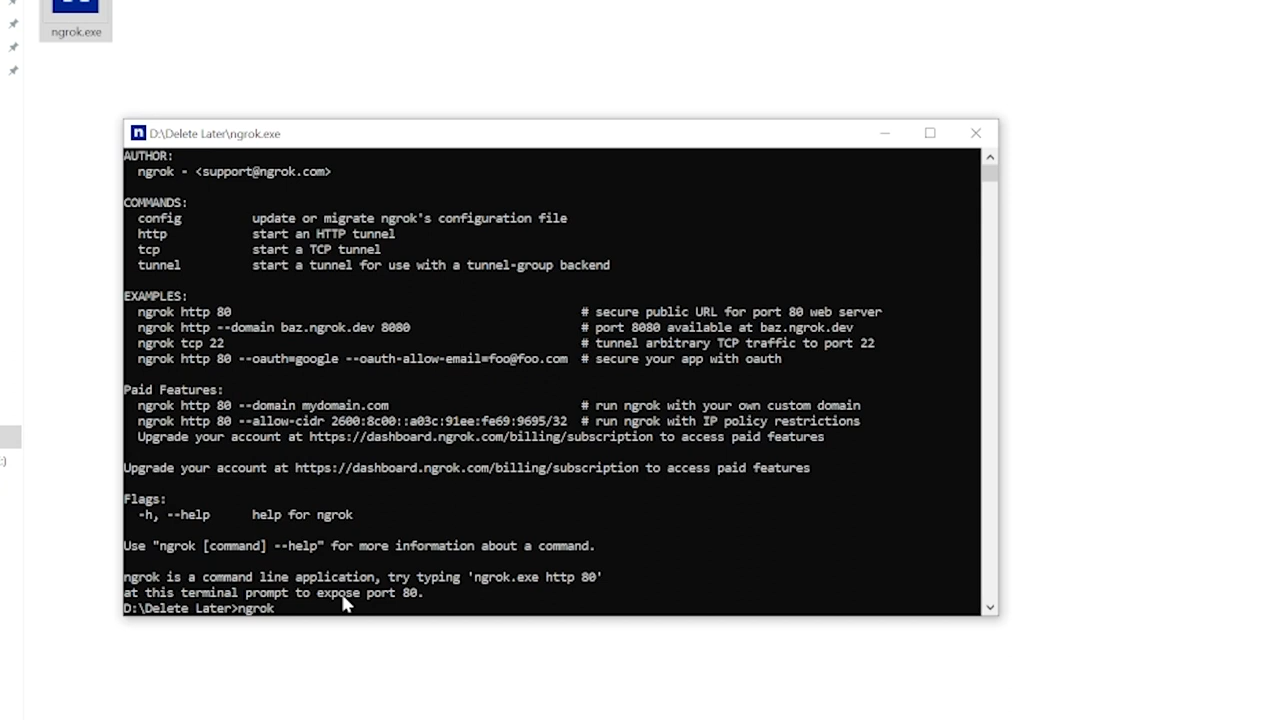 ngrok.exe
D:\Delete Later\ngrok.exe
AUTHOR:
ngrok - <support@ngrok.com>
COMMANDS:
config update or migrate ngrok's configuration file
http start an HTTP tunnel
tcp start a TCP tunnel
tunnel start a tunnel for use with a tunnel-group backend
EXAMPLES:
ngrok http 80 # secure public URL for port 80 web server
ngrok http --domain baz.ngrok.dev 8080 # port 8080 available at baz.ngrok.dev
ngrok tcp 22 # tunnel arbitrary TCP traffic to port 22
ngrok http 80 --oauth=google --oauth-allow-email=foo@foo.com # secure your app with oauth
Paid Features:
ngrok http 80 --domain mydomain.com # run ngrok with your own custom domain
ngrok http 80 --allow-cidr 2600:8c00::a03c:91ee:fe69:9695/32 # run ngrok with IP policy restrictions
Upgrade your account at https://dashboard.ngrok.com/billing/subscription to access paid features
Upgrade your account at https://dashboard.ngrok.com/billing/subscription to access paid features
Flags:
-h, --help help for ngrok
Use "ngrok [command] --help" for more information about a command.
ngrok is a command line application, try typing 'ngrok.exe http 80'
at this terminal prompt to expose port 80.
D:\Delete Later>ngrok
:)